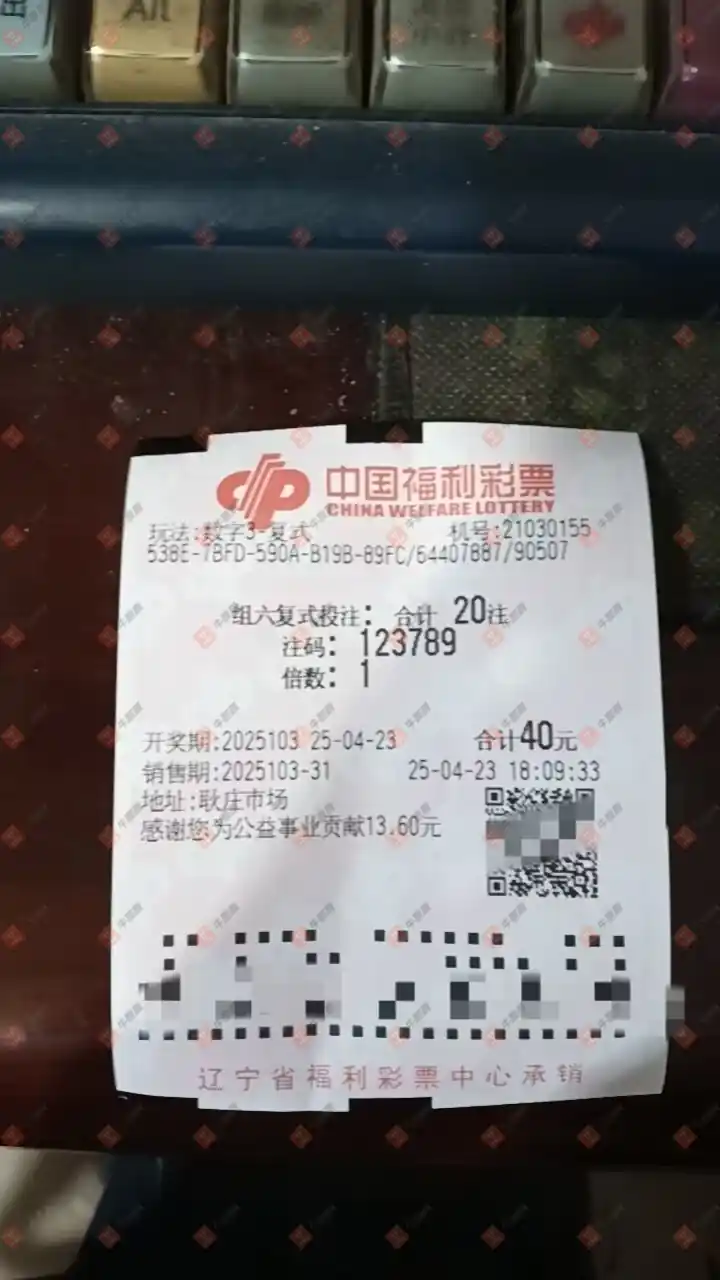 出
中国福利彩票
CHINA WELFARE LOTTERY
玩法:数字3-复式 机号:21030155
538E-7BFD-590A-B19B-89FC/64407887/90507
组六复式投注: 合计 20注
注码: 123789
倍数: 1
开奖期:2025103 25-04-23 合计40元
销售期:2025103-31 25-04-23 18:09:33
地址:耿庄市场
感谢您为公益事业贡献13.60元
辽宁省福利彩票中心承销